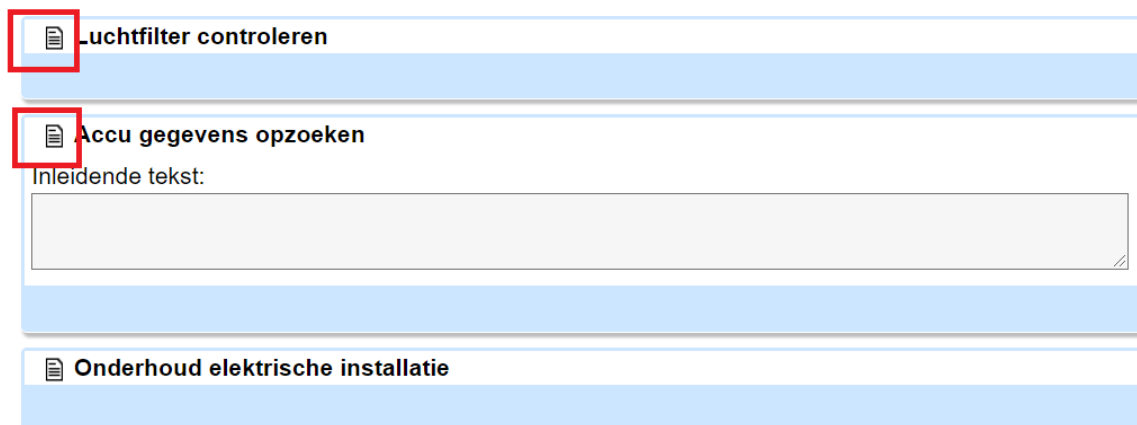 Luchtfilter controleren
Accu gegevens opzoeken
Inleidende tekst:
Onderhoud elektrische installatie